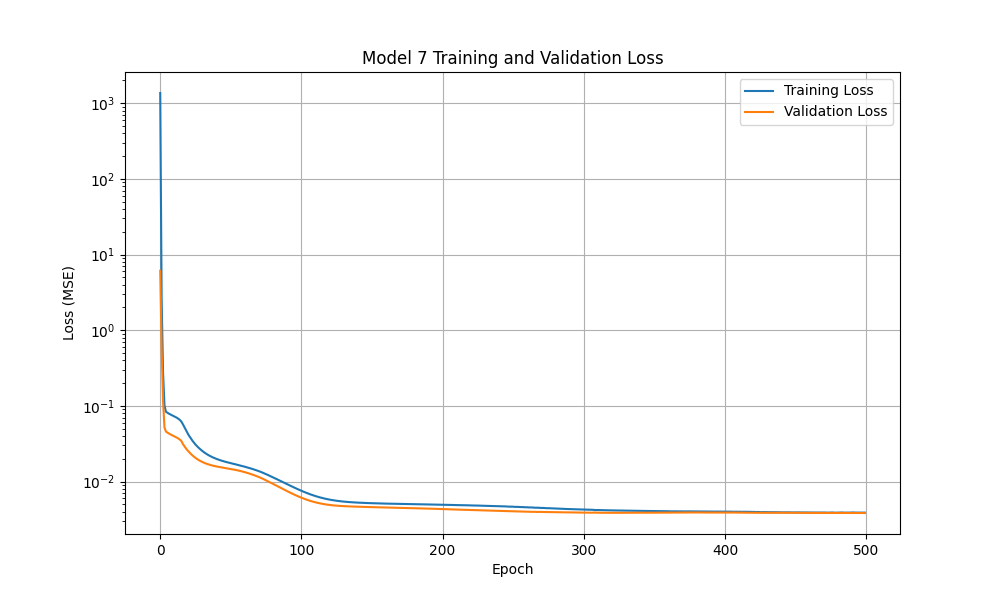 Model 7 Training and Validation Loss
Training Loss
Validation Loss
Loss (MSE)
10³
10²
10¹
10⁰
10⁻¹
10⁻²
0 100 200 300 400 500
Epoch